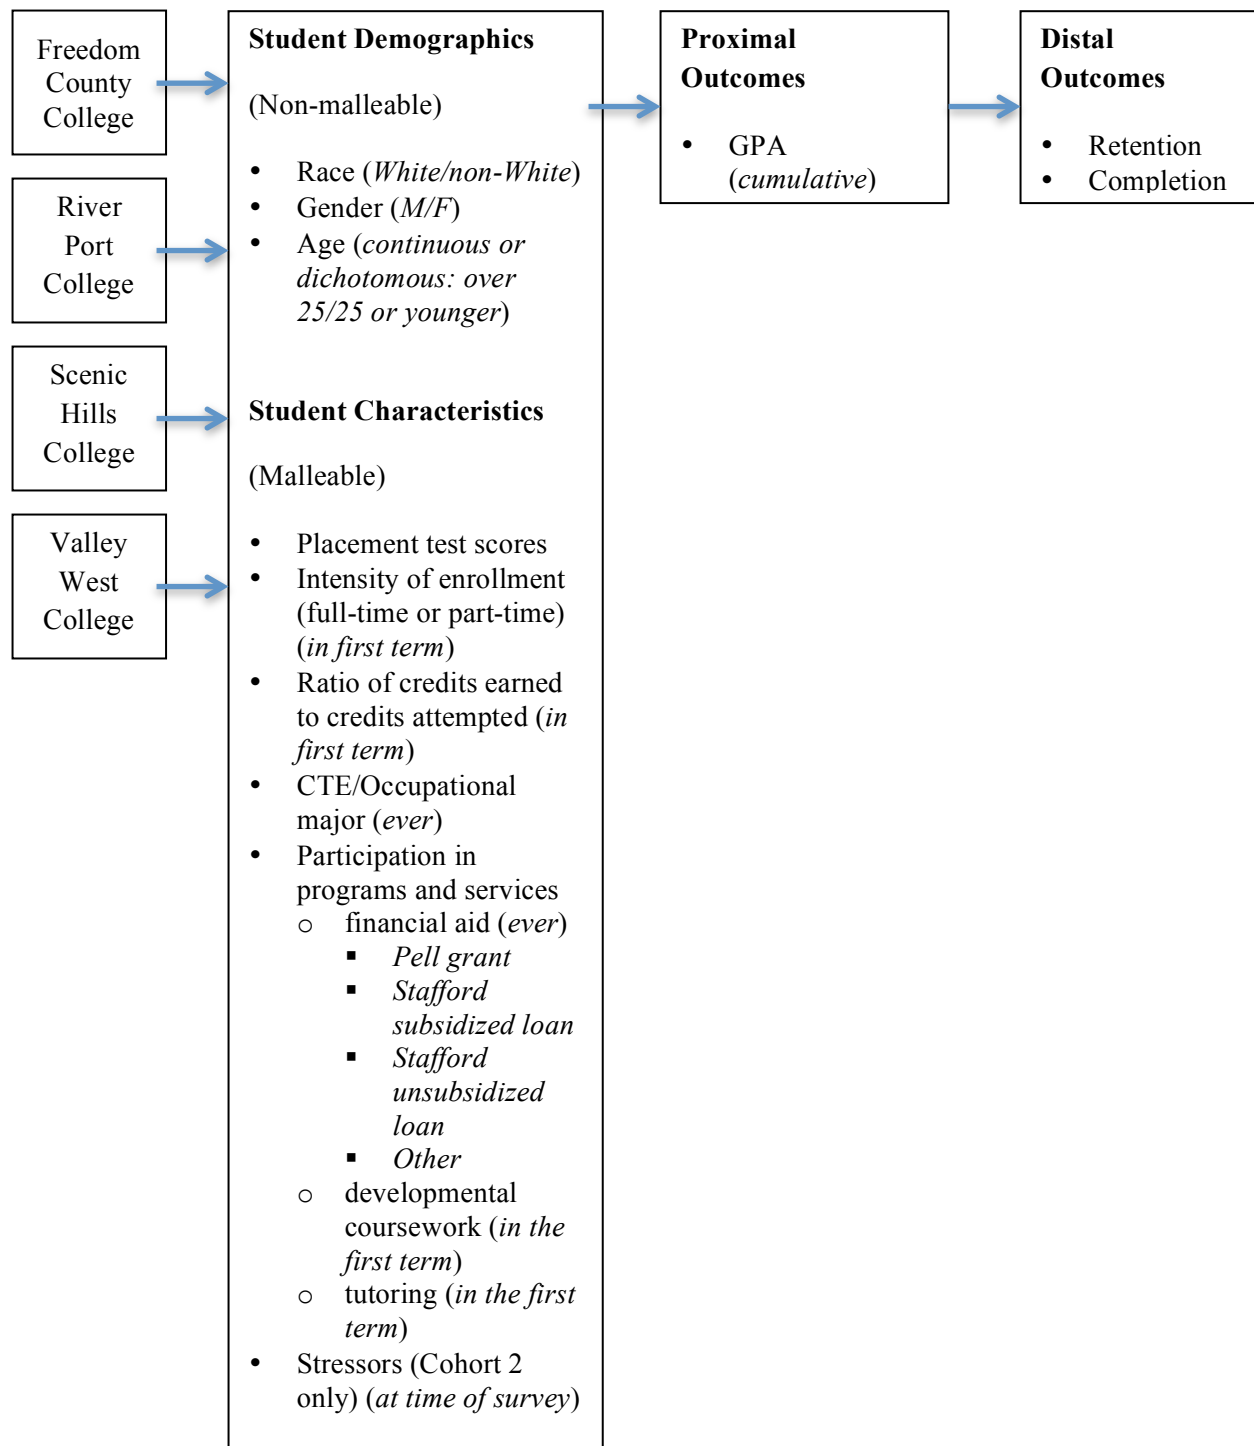 Freedom
County
College
River
Port
College
Scenic
Hills
College
Valley
West
College
Student Demographics
(Non-malleable)
• Race (White/non-White)
• Gender (M/F)
• Age (continuous or
dichotomous: over
25/25 or younger)
Student Characteristics
(Malleable)
• Placement test scores
• Intensity of enrollment
(full-time or part-time)
(in first term)
• Ratio of credits earned
to credits attempted (in
first term)
• CTE/Occupational
major (ever)
• Participation in
programs and services
o financial aid (ever)
▪ Pell grant
▪ Stafford
subsidized loan
▪ Stafford
unsubsidized
loan
▪ Other
o developmental
coursework (in the
first term)
o tutoring (in the first
term)
• Stressors (Cohort 2
only) (at time of survey)
Proximal
Outcomes
• GPA
(cumulative)
Distal
Outcomes
• Retention
• Completion